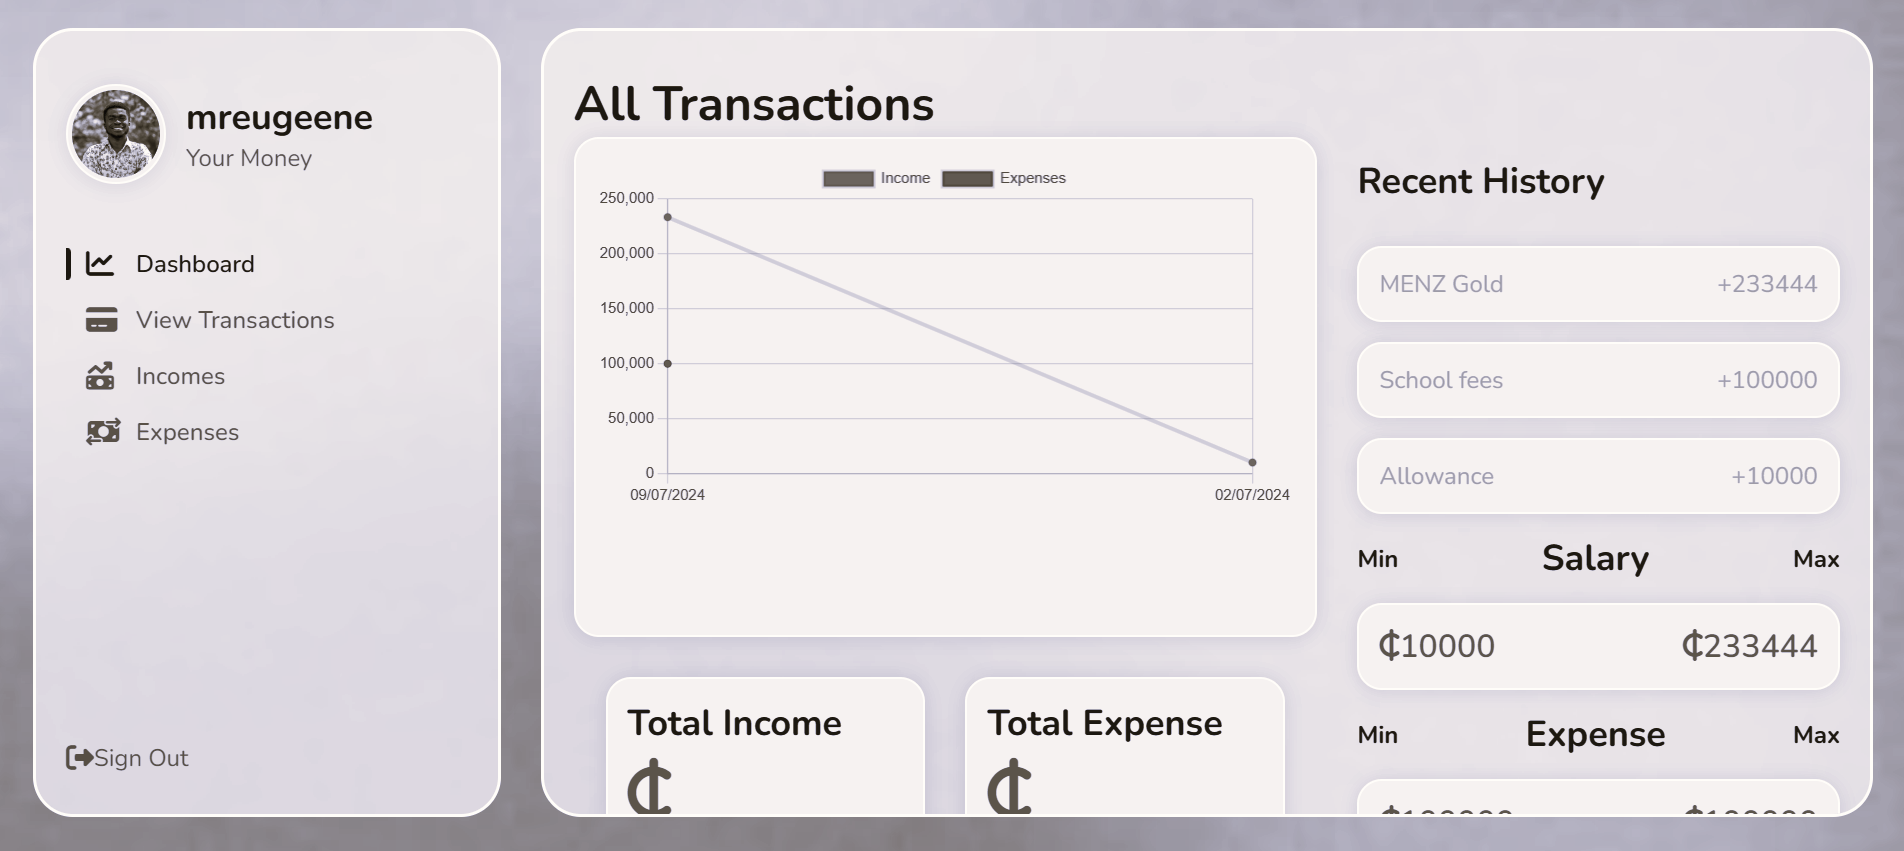 mreugeene
Your Money
Dashboard
View Transactions
Incomes
Expenses
Sign Out
All Transactions
Income Expenses
250,000
200,000
150,000
100,000
50,000
0
09/07/2024 02/07/2024
Total Income
₵
Total Expense
₵
Recent History
MENZ Gold +233444
School fees +100000
Allowance +10000
Min Salary Max
₵10000 ₵233444
Min Expense Max
₵100000 ₵100000